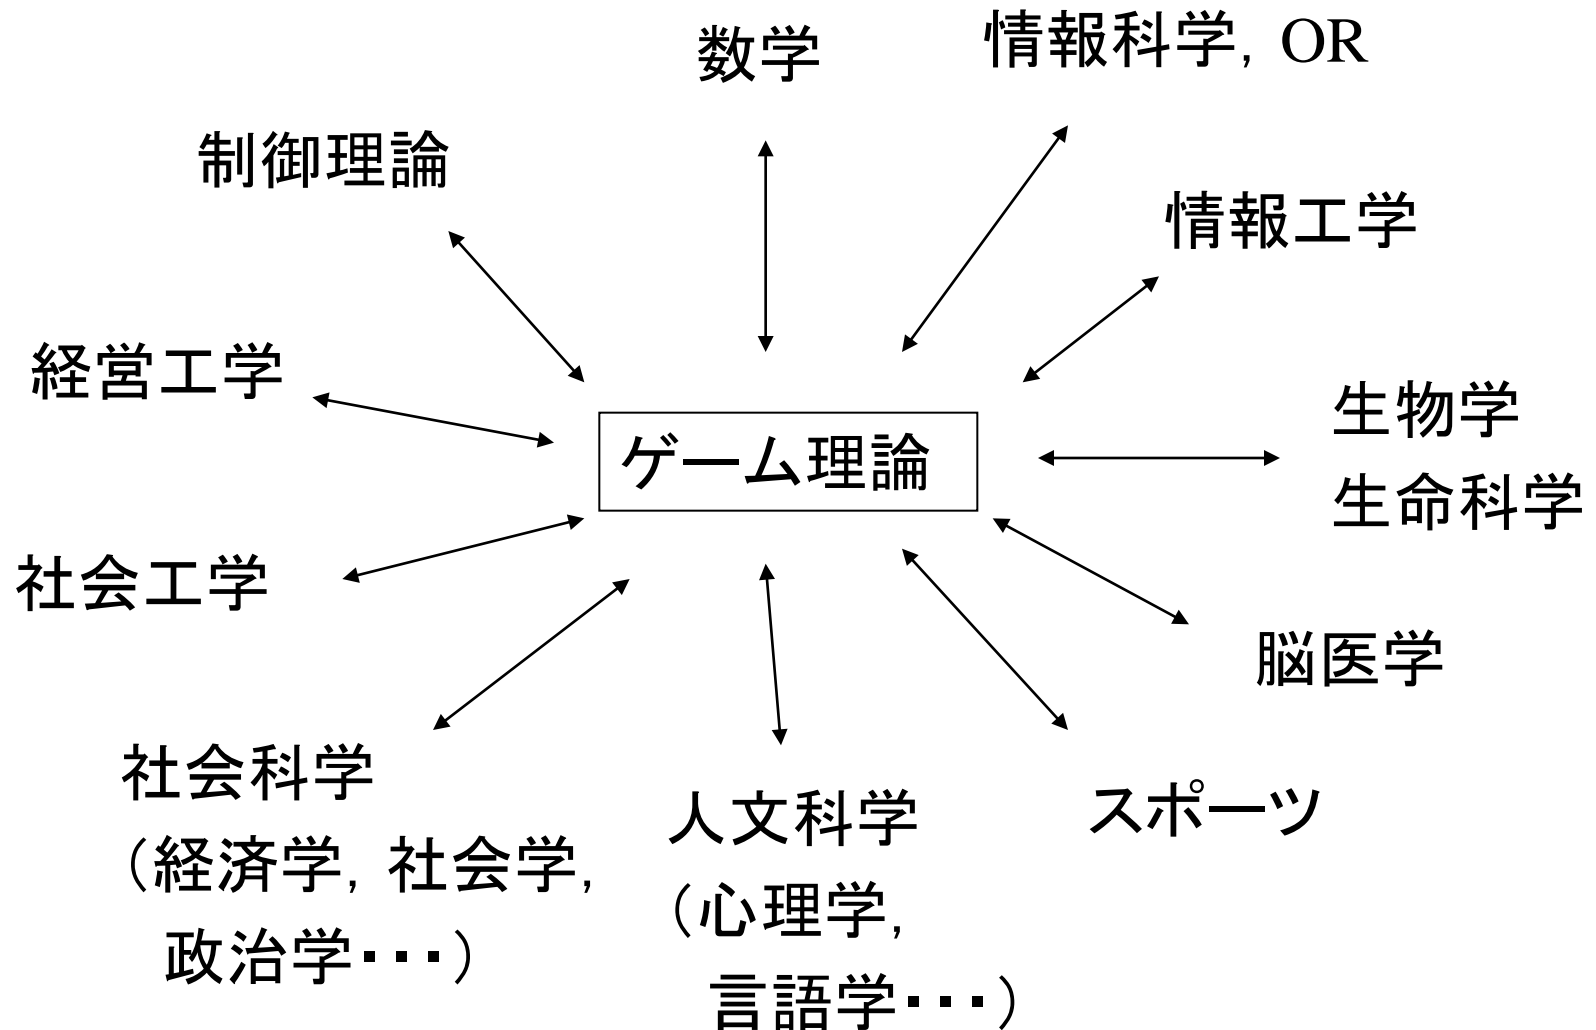 数学
情報科学, OR
制御理論
情報工学
経営工学
生物学
生命科学
ゲーム理論
社会工学
脳医学
社会科学
（経済学, 社会学,
政治学・・・）
人文科学
（心理学,
言語学・・・）
スポーツ